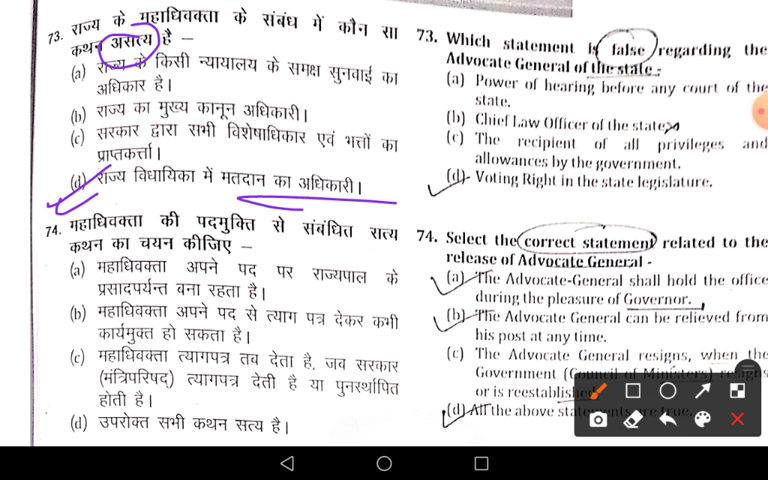 73. राज्य के महाधिवक्ता के संबंध में कौन सा
कथन असत्य है –
(a) राज्य के किसी न्यायालय के समक्ष सुनवाई का
अधिकार है।
(b) राज्य का मुख्य कानून अधिकारी।
(c) सरकार द्वारा सभी विशेषाधिकार एवं भत्तों का
प्राप्तकर्ता।
(d) राज्य विधायिका में मतदान का अधिकारी।
74. महाधिवक्ता की पदमुक्ति से संबंधित सत्य
कथन का चयन कीजिए –
(a) महाधिवक्ता अपने पद पर राज्यपाल के
प्रसादपर्यन्त बना रहता है।
(b) महाधिवक्ता अपने पद से त्याग पत्र देकर कभी
कार्यमुक्त हो सकता है।
(c) महाधिवक्ता त्यागपत्र तब देता है, जब सरकार
(मंत्रिपरिषद) त्यागपत्र देती है या पुनर्स्थापित
होती है।
(d) उपरोक्त सभी कथन सत्य है।
73. Which statement is false regarding the
Advocate General of the state -
(a) Power of hearing before any court of the
state.
(b) Chief Law Officer of the state
(c) The recipient of all privileges and
allowances by the government.
(d) Voting Right in the state legislature.
74. Select the correct statement related to the
release of Advocate General -
(a) The Advocate-General shall hold the office
during the pleasure of Governor.
(b) The Advocate General can be relieved from
his post at any time.
(c) The Advocate General resigns, when the
Government (Council of Ministers) resigns
or is reestablished
(d) All the above statements are true.